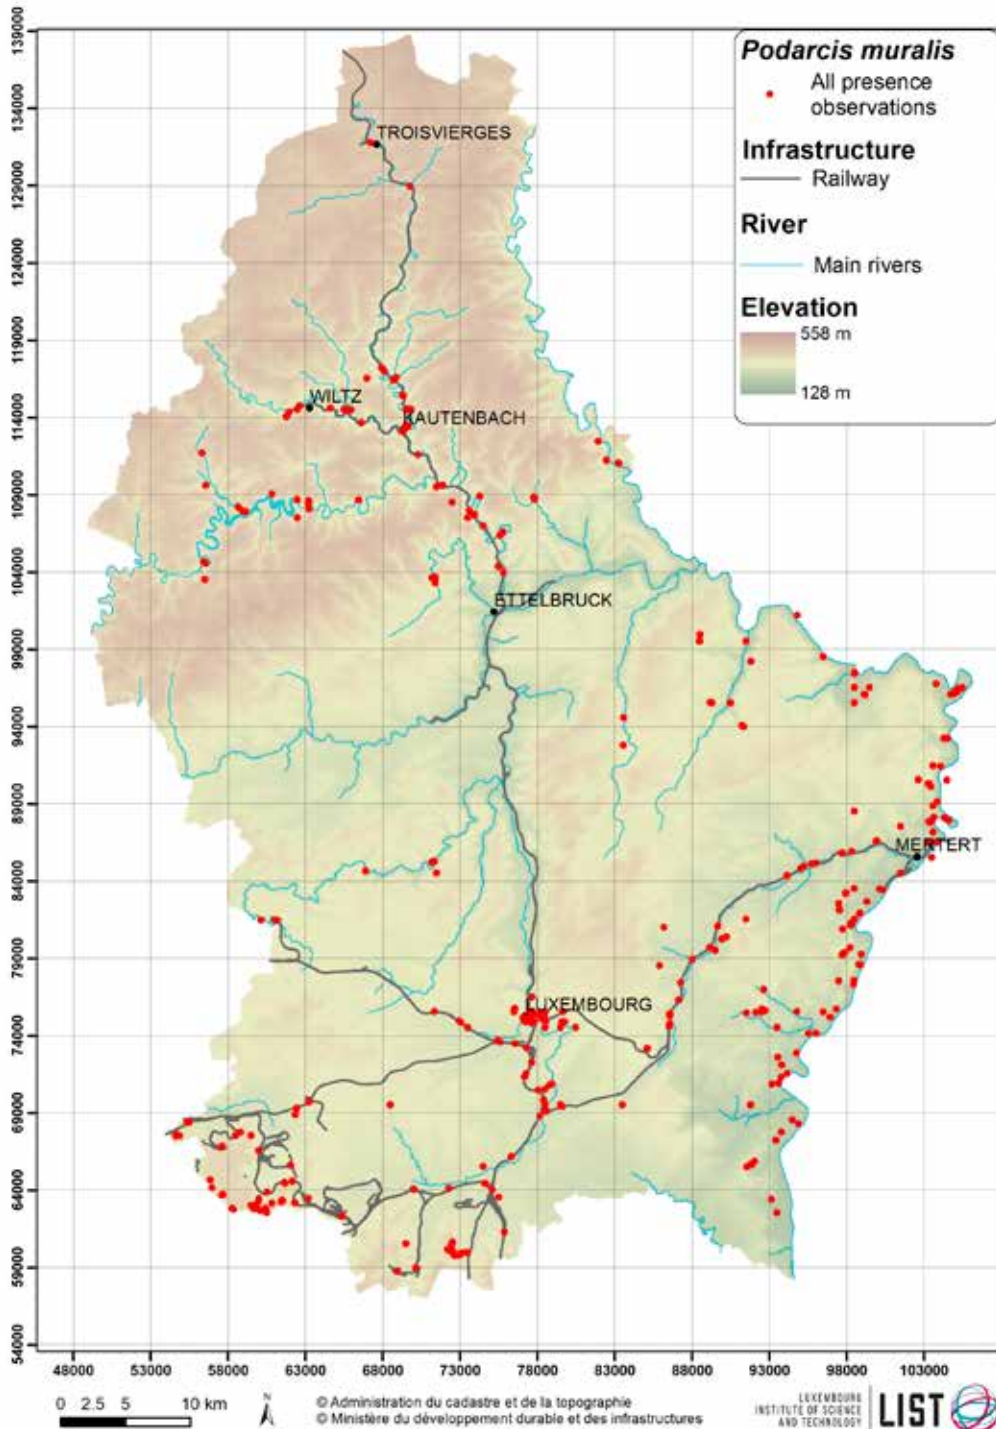 Podarcis muralis
All presence
observations
Infrastructure
Railway
River
Main rivers
Elevation
558 m
128 m
139000
134000
129000
124000
119000
114000
109000
104000
99000
94000
89000
84000
79000
74000
69000
64000
59000
54000
TROISVIERGES
WILTZ
KAUTENBACH
ETTELBRUCK
MERTERT
LUXEMBOURG
48000 53000 58000 63000 68000 73000 78000 83000 88000 93000 98000 103000
0 2.5 5 10 km
N
© Administration du cadastre et de la topographie
© Ministère du développement durable et des infrastructures
LUXEMBOURG
INSTITUTE OF SCIENCE
AND TECHNOLOGY
LIST